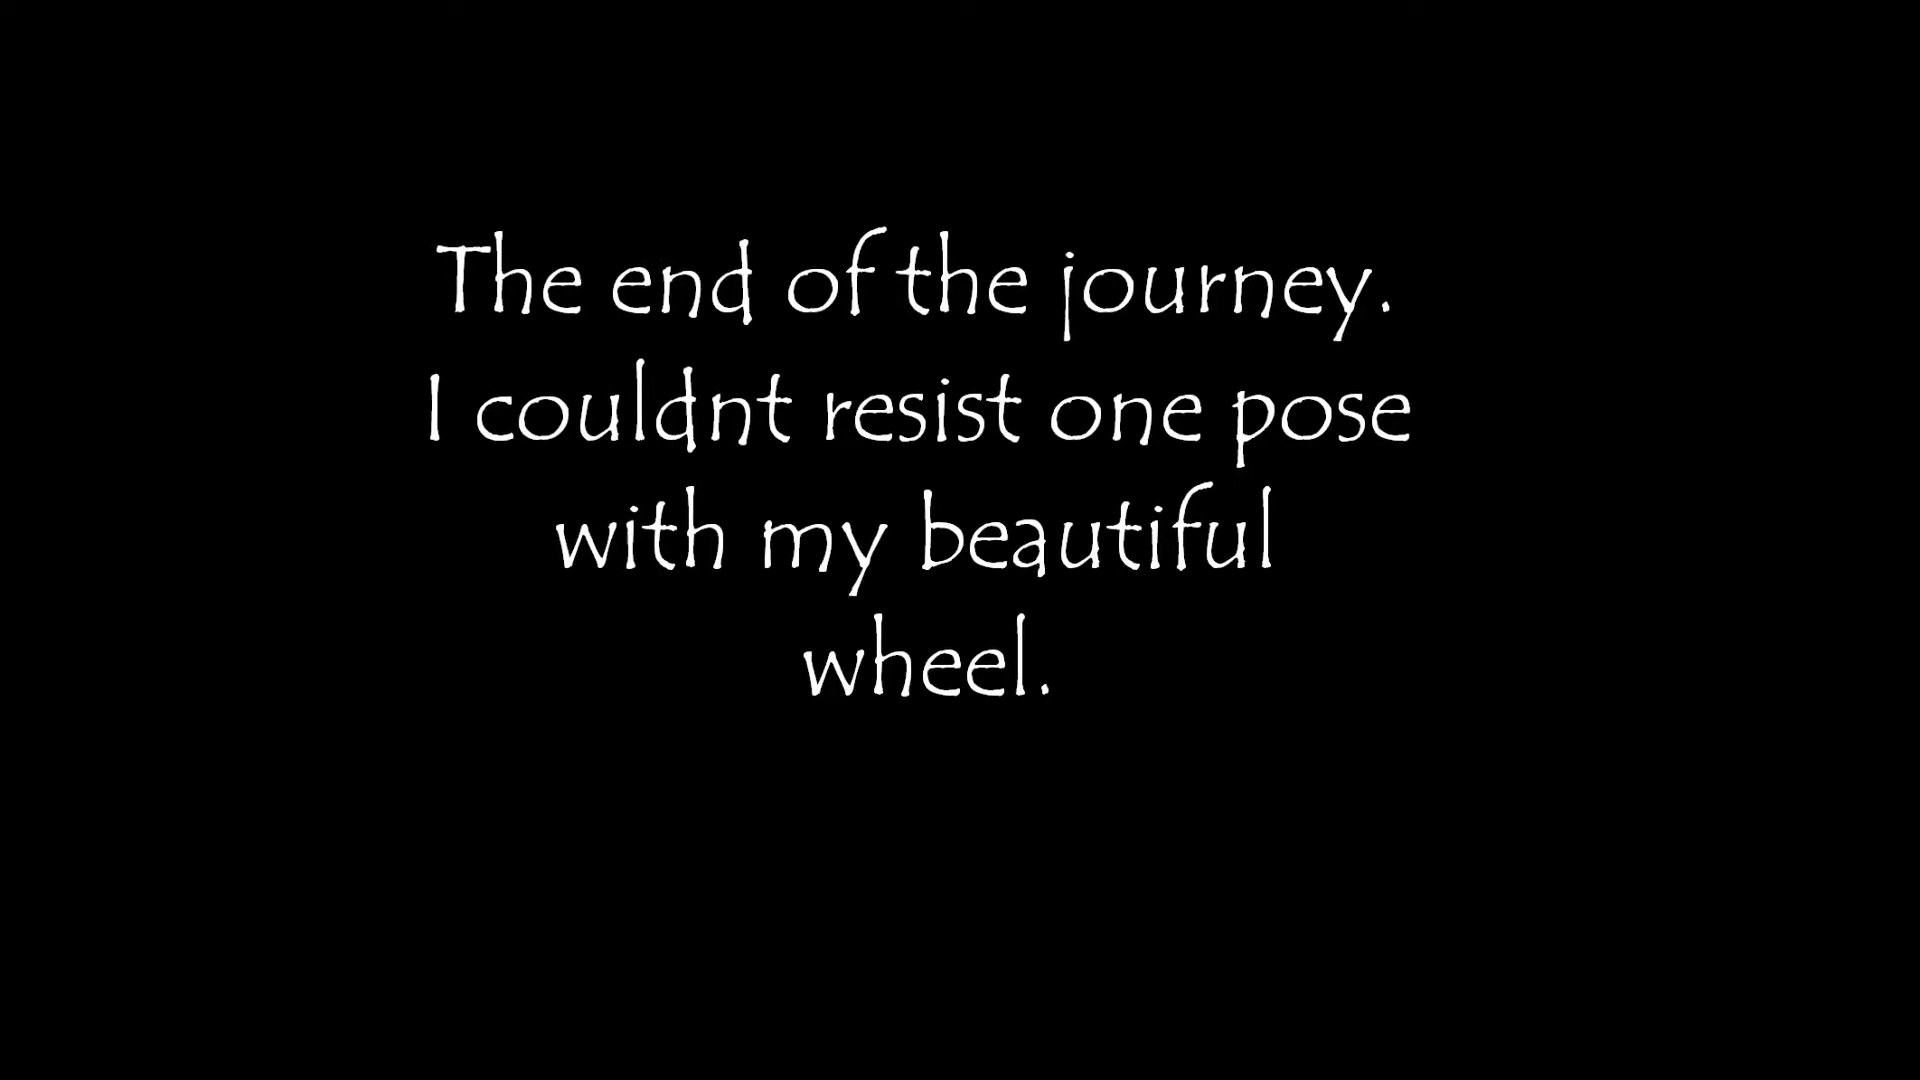 The end of the journey.
I couldnt resist one pose
with my beautiful
wheel.